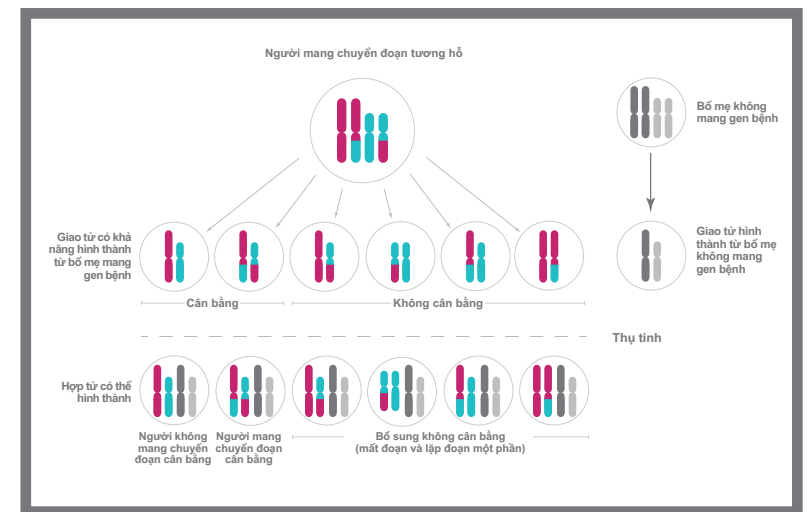 Người mang chuyển đoạn tương hỗ
Bố mẹ không
mang gen bệnh
Giao tử có khả
năng hình thành
từ bố mẹ mang
gen bệnh
Giao tử hình
thành từ bố mẹ
không mang
gen bệnh
Cân bằng
Không cân bằng
Thụ tinh
Hợp tử có thể
hình thành
Người không
mang chuyển
đoạn cân bằng
Người mang
chuyển đoạn
cân bằng
Bổ sung không cân bằng
(mất đoạn và lặp đoạn một phần)